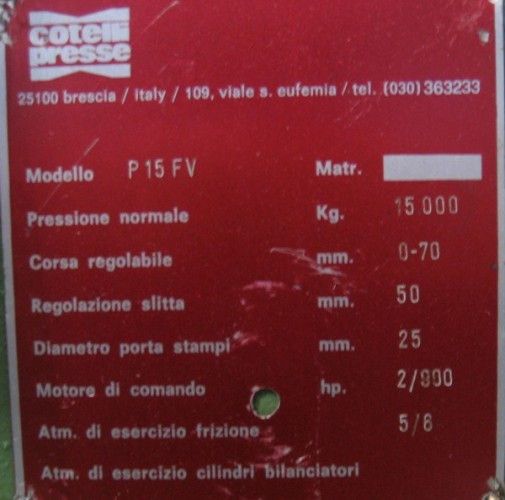 cotelli
presse
25100 brescia / italy / 109, viale s. eufemia / tel. (030) 363233
Modello P 15 FV Matr.
Pressione normale Kg. 15 000
Corsa regolabile mm. 0-70
Regolazione slitta mm. 50
Diametro porta stampi mm. 25
Motore di comando hp. 2/900
Atm. di esercizio frizione 5/6
Atm. di esercizio cilindri bilanciatori